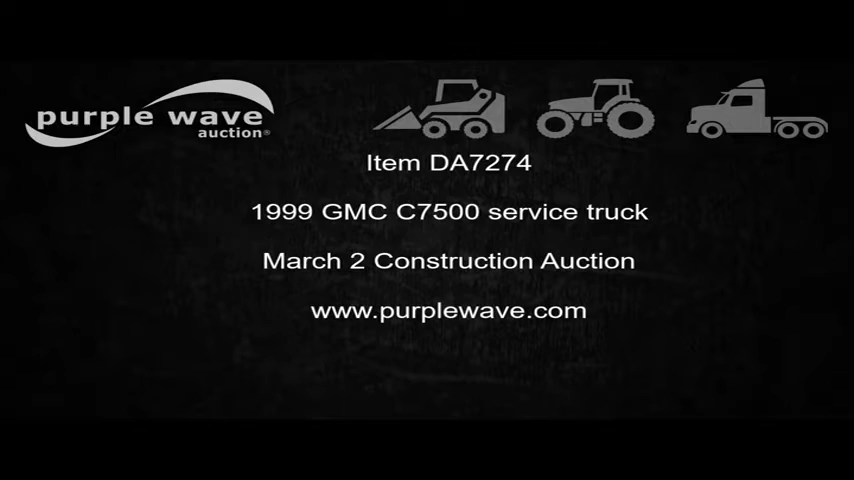 purple wave
auction®
Item DA7274
1999 GMC C7500 service truck
March 2 Construction Auction
www.purplewave.com